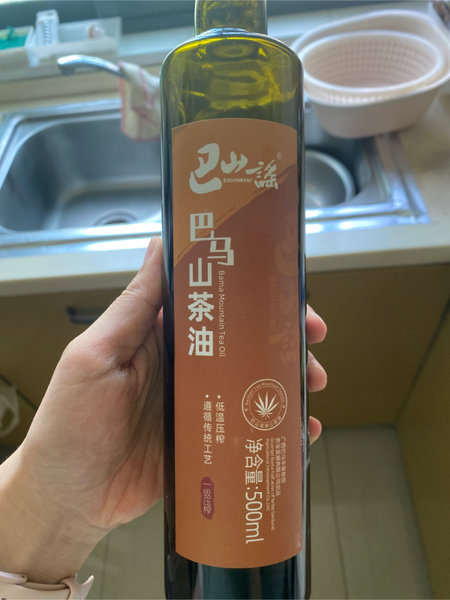 巴山謡®
BASHANYAO
巴马山茶油
Bama Mountain Tea Oil
·低温压榨
·遵循传统工艺
一级压榨
净含量:500ml